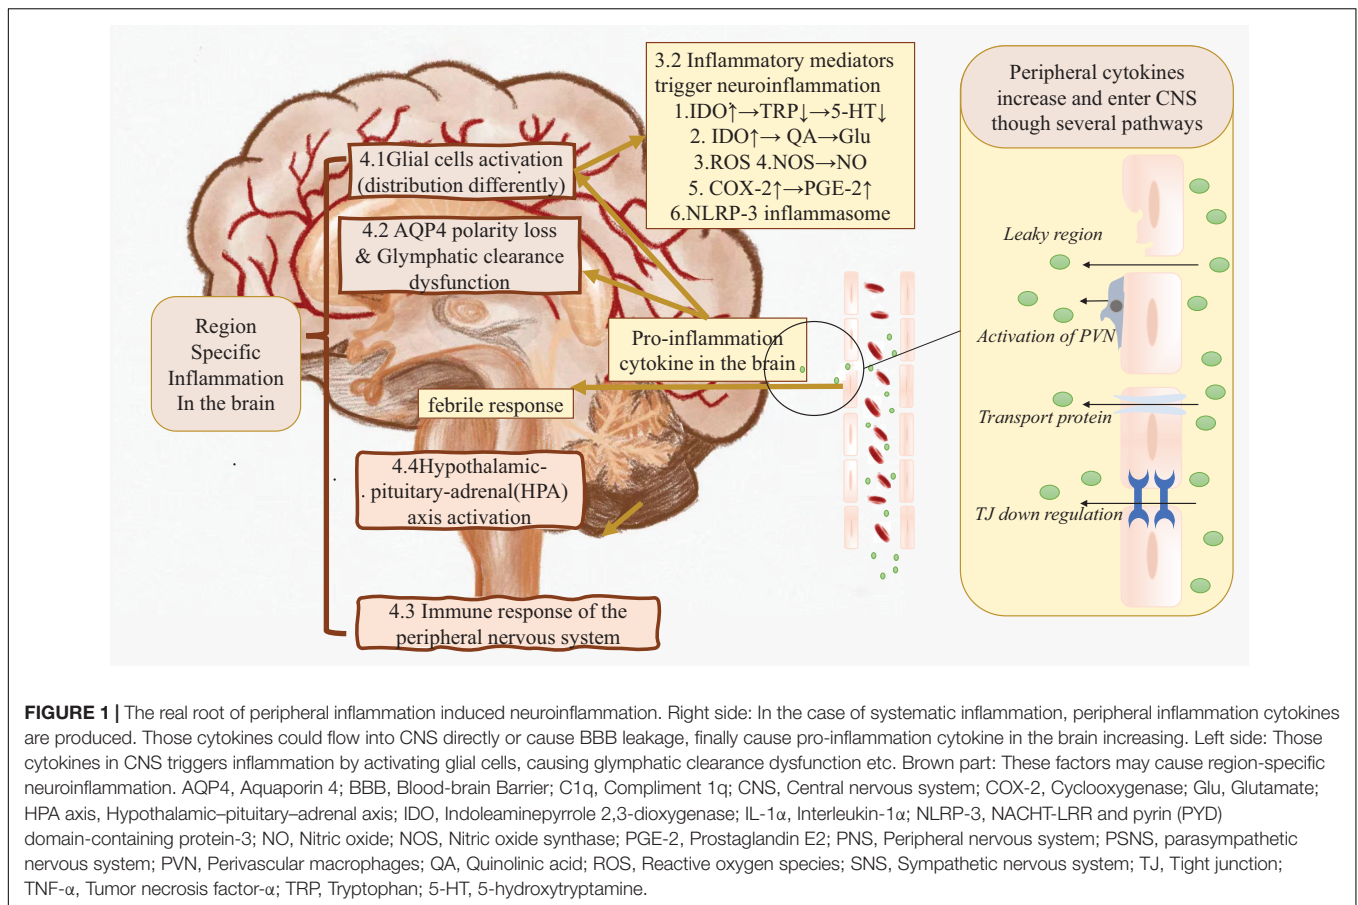 3.2 Inflammatory mediators
trigger neuroinflammation
1.IDO↑→TRP↓→5-HT↓
2. IDO↑→ QA→Glu
3.ROS 4.NOS→NO
5. COX-2↑→PGE-2↑
6.NLRP-3 inflammasome
Peripheral cytokines
increase and enter CNS
though several pathways
4.1Glial cells activation
(distribution differently)
4.2 AQP4 polarity loss
& Glymphatic clearance
dysfunction
Region
Specific
Inflammation
In the brain
Pro-inflammation
cytokine in the brain
febrile response
4.4Hypothalamic-
pituitary-adrenal(HPA)
axis activation
4.3 Immune response of the
peripheral nervous system
Leaky region
Activation of PVN
Transport protein
TJ down regulation
FIGURE 1 | The real root of peripheral inflammation induced neuroinflammation. Right side: In the case of systematic inflammation, peripheral inflammation cytokines
are produced. Those cytokines could flow into CNS directly or cause BBB leakage, finally cause pro-inflammation cytokine in the brain increasing. Left side: Those
cytokines in CNS triggers inflammation by activating glial cells, causing glymphatic clearance dysfunction etc. Brown part: These factors may cause region-specific
neuroinflammation. AQP4, Aquaporin 4; BBB, Blood-brain Barrier; C1q, Compliment 1q; CNS, Central nervous system; COX-2, Cyclooxygenase; Glu, Glutamate;
HPA axis, Hypothalamic–pituitary–adrenal axis; IDO, Indoleaminepyrrole 2,3-dioxygenase; IL-1α, Interleukin-1α; NLRP-3, NACHT-LRR and pyrin (PYD)
domain-containing protein-3; NO, Nitric oxide; NOS, Nitric oxide synthase; PGE-2, Prostaglandin E2; PNS, Peripheral nervous system; PSNS, parasympathetic
nervous system; PVN, Perivascular macrophages; QA, Quinolinic acid; ROS, Reactive oxygen species; SNS, Sympathetic nervous system; TJ, Tight junction;
TNF-α, Tumor necrosis factor-α; TRP, Tryptophan; 5-HT, 5-hydroxytryptamine.